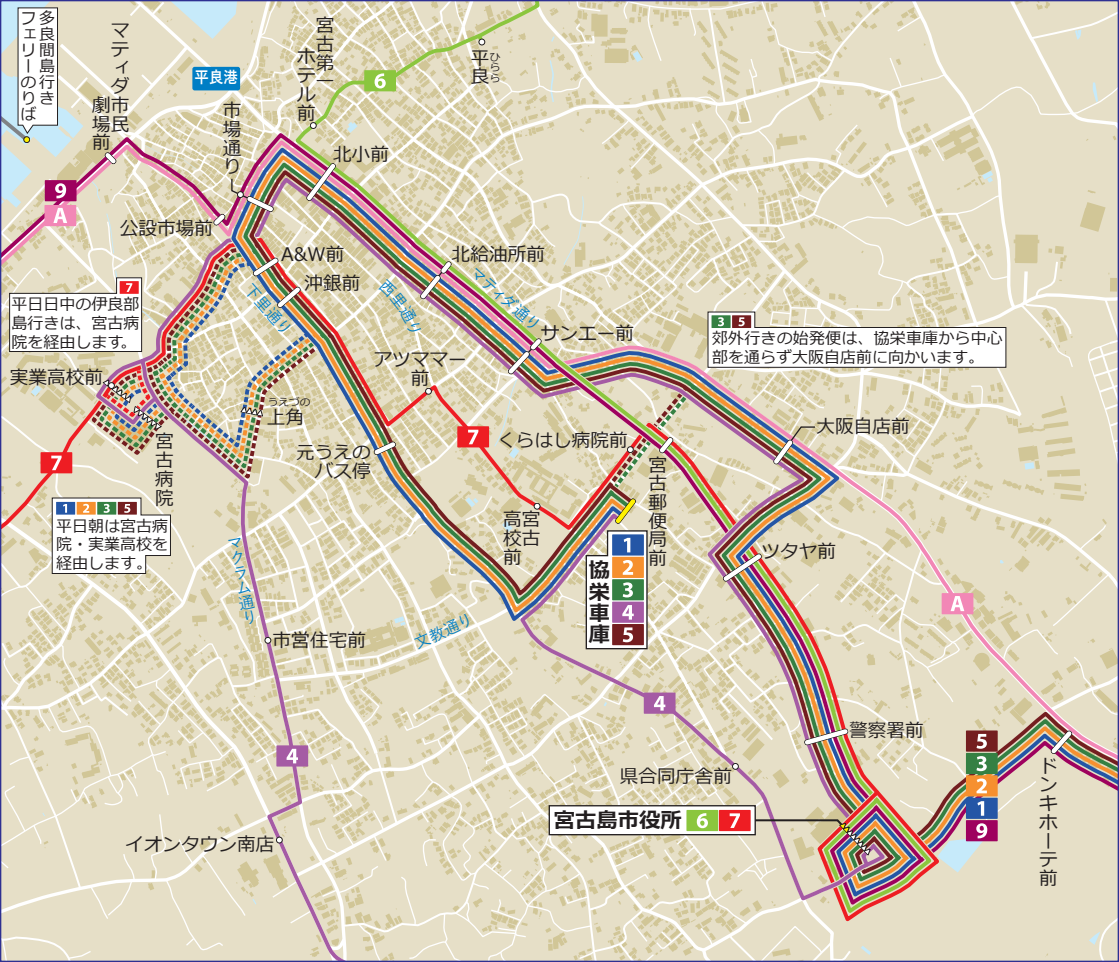 多良間島行き
フェリーのりば
マティダ市民
劇場前
平良港
市場通り
宮古第一
ホテル前
6
平良
ひらら
北小前
9
A
公設市場前
A&W前
沖銀前
下里通り
北給油所前
マティダ通り
西里通り
サンエー前
7
平日日中の伊良部
島行きは、宮古病
院を経由します。
3 5
郊外行きの始発便は、協栄車庫から中心
部を通らず大阪自店前に向かいます。
アツママー
前
実業高校前
うえづの
上角
宮古病院
7
7
元うえの
バス停
くらはし病院前
大阪自店前
宮古郵便局前
宮古
高校前
1 2 3 5
平日朝は宮古病
院・実業高校を
経由します。
協栄車庫
1
2
3
4
5
ツタヤ前
マクラム通り
文教通り
市営住宅前
A
4
4
警察署前
県合同庁舎前
宮古島市役所 6 7
5
3
2
1
9
ドンキホーテ前
イオンタウン南店